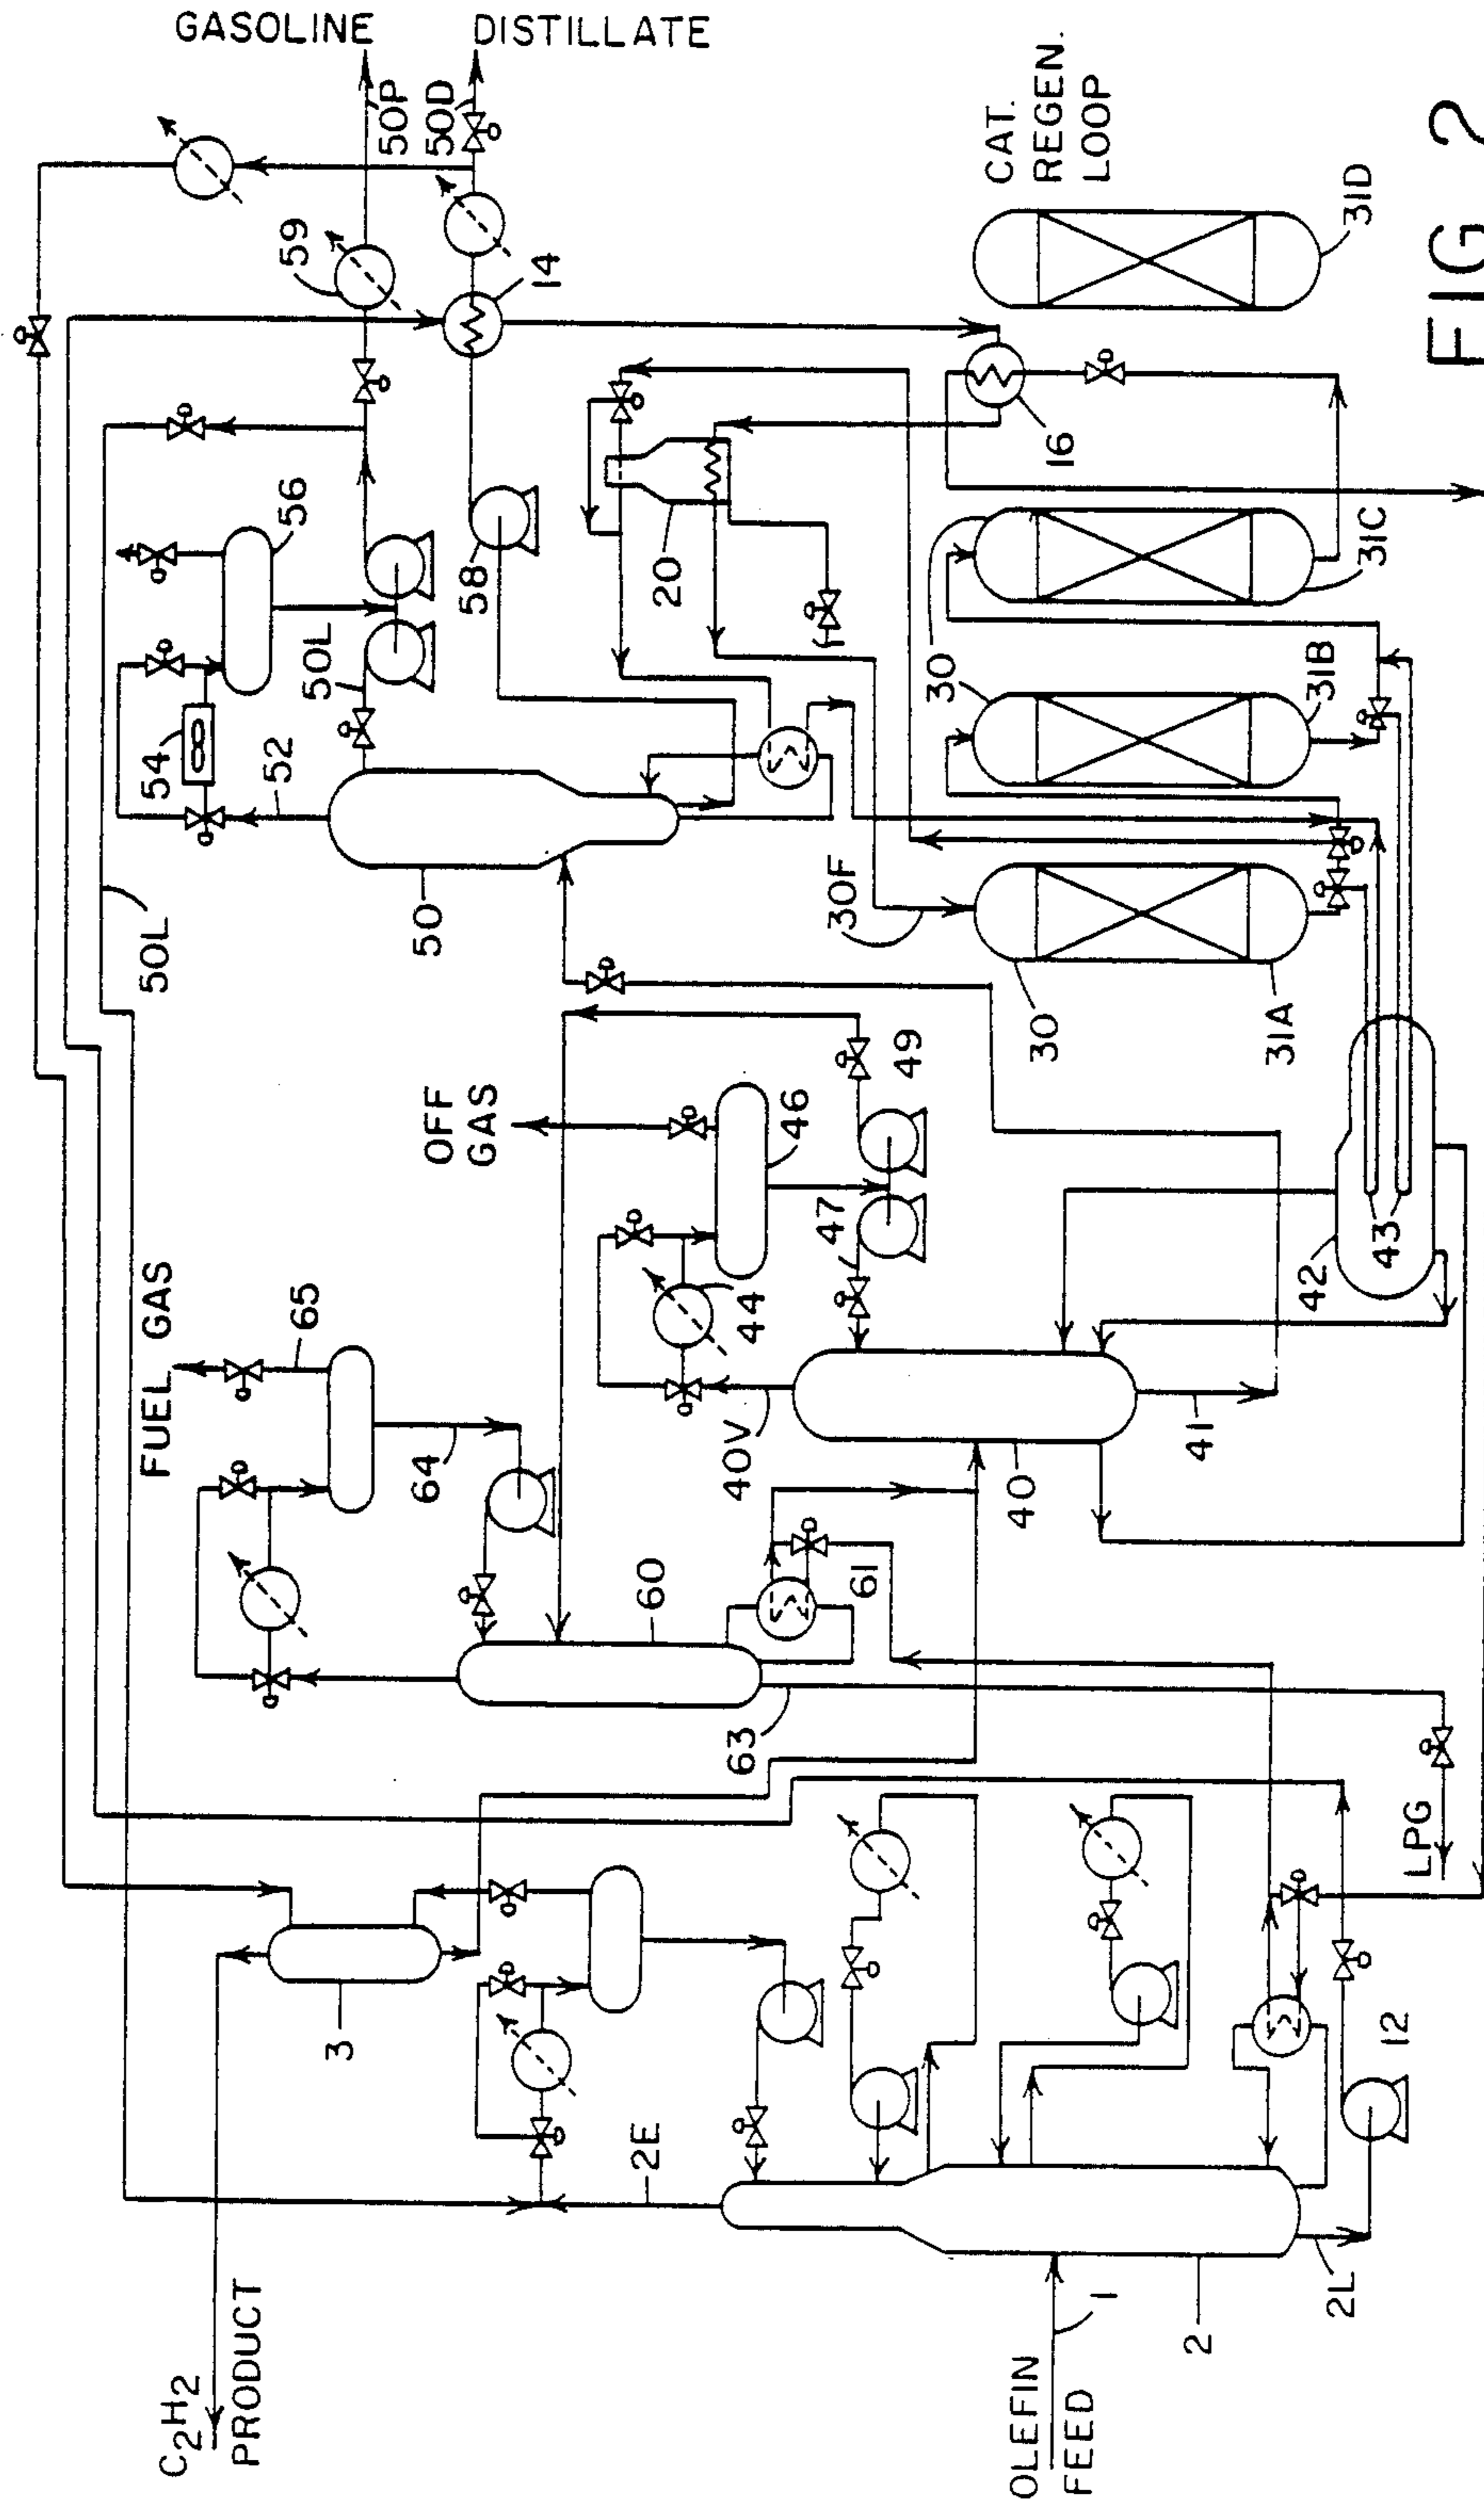 GASOLINE
DISTILLATE
50P
50D
59
14
CAT.
REGEN.
LOOP
31D
FIG 2
56
50L
54
52
58
20
16
30
31C
30
31B
50L
50
30F
30
31A
OFF
GAS
49
46
47
44
42
43
FUEL GAS
65
64
40V
40
41
60
61
63
LPG
3
2E
12
C2H2
PRODUCT
OLEFIN
FEED
1
2
2L